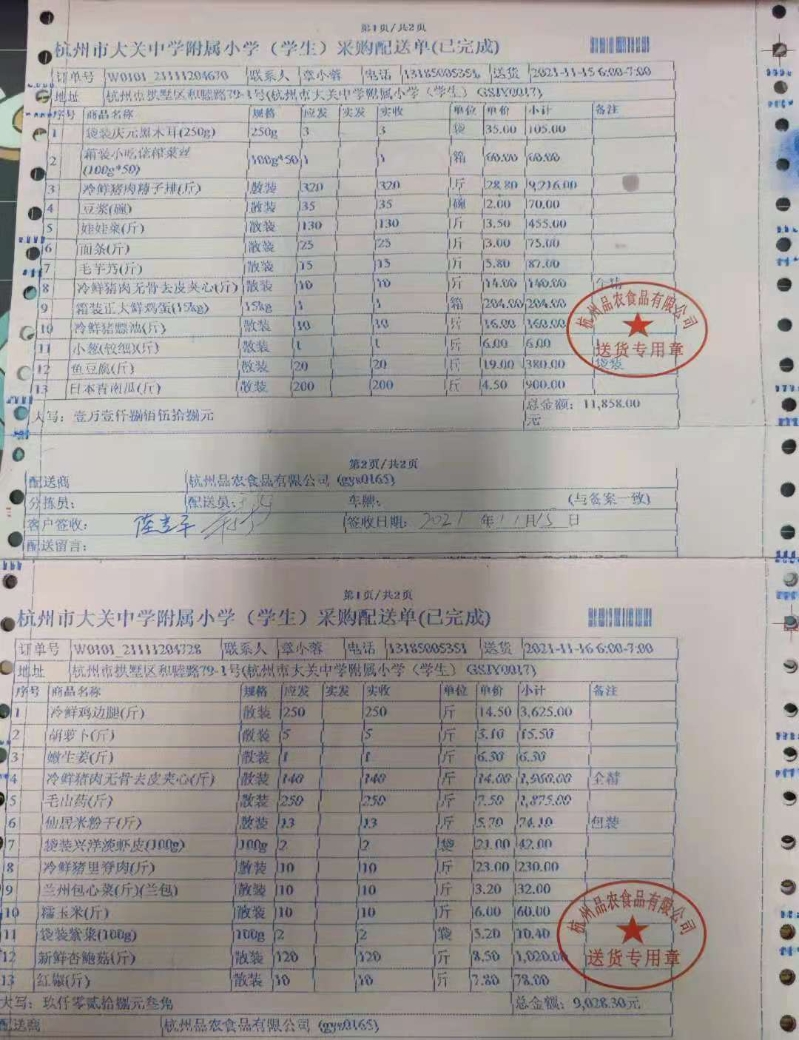 第1页/共2页
杭州市大关中学附属小学（学生）采购配送单(已完成)
订单号 W0101_21111204670 联系人 章小蓉 电话 13185005351 送货 2021-11-15 6:00-7:00
地址 杭州市拱墅区和睦路79-1号(杭州市大关中学附属小学（学生） GSJY0017)
序号 商品名称 规格 应发 实发 实收 单位 单价 小计 备注
1 袋装庆元黑木耳(250g) 250g 3 3 袋 35.00 105.00
2 箱装小吃 榨菜丝(100g*50) 100g*50 1 1 箱 60.00 60.00
3 冷鲜猪肉精子排(斤) 散装 320 320 斤 28.80 9,216.00
4 豆浆(碗) 散装 35 35 碗 2.00 70.00
5 娃娃菜(斤) 散装 130 130 斤 3.50 455.00
6 面条(斤) 散装 25 25 斤 3.00 75.00
7 毛芋艿(斤) 散装 15 15 斤 5.80 87.00
8 冷鲜猪肉无骨去皮夹心(斤) 散装 10 10 斤 14.00 140.00 全精
9 箱装正大鲜鸡蛋(15kg) 15kg 1 1 箱 204.00 204.00
10 冷鲜猪 油(斤) 散装 10 10 斤 16.00 160.00
11 小葱(较细)(斤) 散装 1 1 斤 6.00 6.00
12 鱼豆腐(斤) 散装 20 20 斤 19.00 380.00 袋装
13 日本青南瓜(斤) 散装 200 200 斤 4.50 900.00
大写：壹万壹仟捌佰伍拾捌元 总金额：11,858.00元
杭州品农食品有限公司
送货专用章
第2页/共2页
配送商 杭州品农食品有限公司 (gyx0165)
分拣员： 配送员： 车牌： (与备案一致)
客户签收： 签收日期：2021 年 11 月 15 日
配送留言：
第1页/共2页
杭州市大关中学附属小学（学生）采购配送单(已完成)
订单号 W0101_21111204728 联系人 章小蓉 电话 13185005351 送货 2021-11-16 6:00-7:00
地址 杭州市拱墅区和睦路79-1号(杭州市大关中学附属小学（学生） GSJY0017)
序号 商品名称 规格 应发 实发 实收 单位 单价 小计 备注
1 冷鲜鸡边腿(斤) 散装 250 250 斤 14.50 3,625.00
2 胡萝卜(斤) 散装 5 5 斤 3.10 15.50
3 嫩生姜(斤) 散装 1 1 斤 6.30 6.30
4 冷鲜猪肉无骨去皮夹心(斤) 散装 140 140 斤 14.00 1,960.00 全精
5 毛山药(斤) 散装 250 250 斤 7.50 1,875.00
6 仙居米粉干(斤) 散装 13 13 斤 5.70 74.10 包装
7 袋装兴洋淡虾皮(100g) 100g 2 2 袋 21.00 42.00
8 冷鲜猪里脊肉(斤) 散装 10 10 斤 23.00 230.00
9 兰州包心菜(斤)(兰包) 散装 10 10 斤 3.20 32.00
10 糯玉米(斤) 散装 10 10 斤 6.00 60.00
11 袋装紫菜(100g) 100g 2 2 袋 5.20 10.40
12 新鲜杏鲍菇(斤) 散装 120 120 斤 8.50 1,020.00
13 红椒(斤) 散装 10 10 斤 7.80 78.00
大写：玖仟零贰拾捌元叁角 总金额：9,028.30元
杭州品农食品有限公司
送货专用章
配送商 杭州品农食品有限公司 (gyx0165)